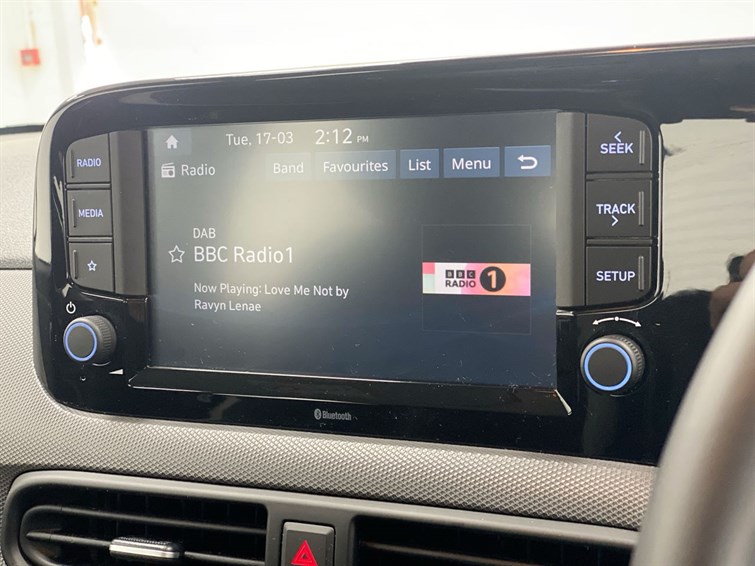 Tue, 17-03 2:12 PM
Radio Band Favourites List Menu
RADIO
MEDIA
SEEK
TRACK
SETUP
DAB
BBC Radio1
Now Playing: Love Me Not by
Ravyn Lenae
BBC
RADIO 1
Bluetooth